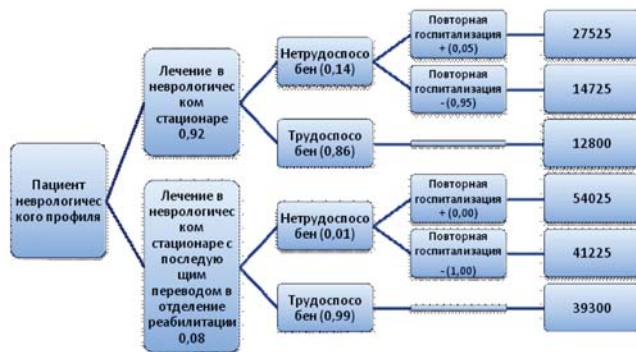 Пациент
неврологичес
кого профиля
Лечение в
неврологичес
ком
стационаре
0,92
Нетрудоспосо
бен (0,14)
Повторная
госпитализация
+ (0,05)
27525
Повторная
госпитализация
- (0,95)
14725
Трудоспосо
бен (0,86)
12800
Лечение в
неврологичес
ком
стационаре с
последую
щим
переводом в
отделение
реабилитации
0,08
Нетрудоспосо
бен (0,01)
Повторная
госпитализация
+ (0,00)
54025
Повторная
госпитализация
- (1,00)
41225
Трудоспосо
бен (0,99)
39300